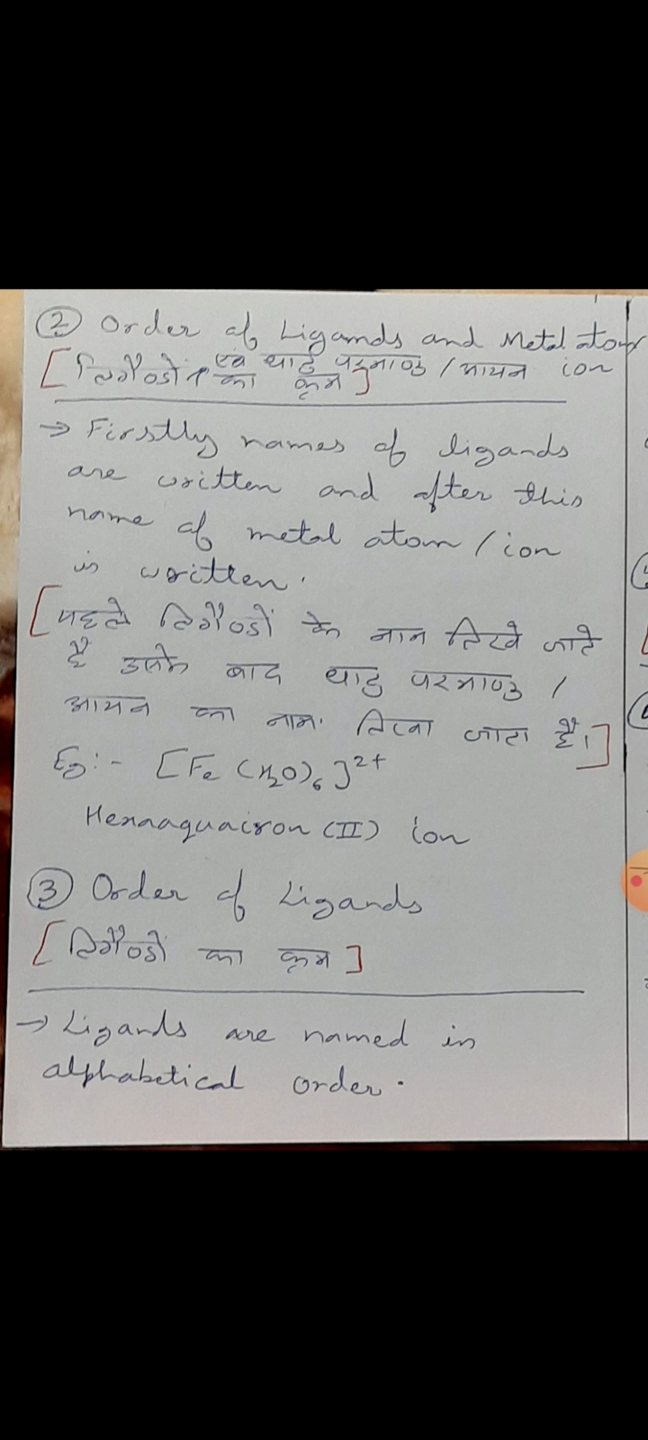 ② Order of Ligands and Metal atom/
[लिगैण्डों एवं धातु परमाणु / आयन ion
का क्रम]
→ Firstly names of ligands
are written and after this
name of metal atom / ion
is written.
[पहले लिगैण्डों के नाम लिखे जाते
है उसके बाद धातु परमाणु /
आयन का नाम लिखा जाता है।]
Eg:- [Fe (H₂O)₆]²⁺
Hexaaquairon (II) ion
③ Order of Ligands
[लिगैण्डों का क्रम]
→ Ligands are named in
alphabetical order.